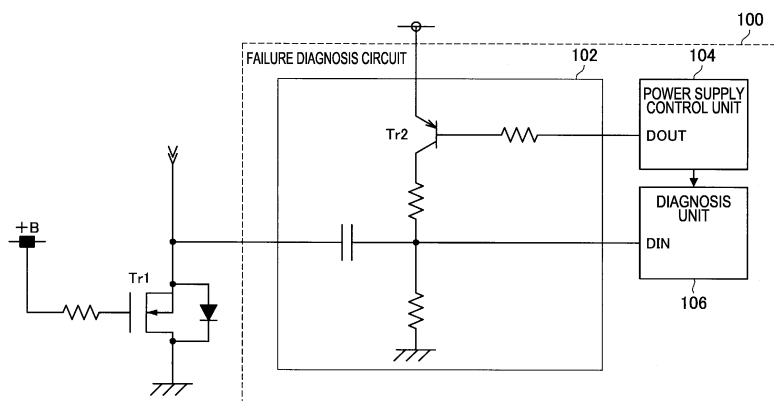 100
FAILURE DIAGNOSIS CIRCUIT
102
104
POWER SUPPLY
CONTROL UNIT
DOUT
Tr2
DIAGNOSIS
UNIT
DIN
106
+B
Tr1